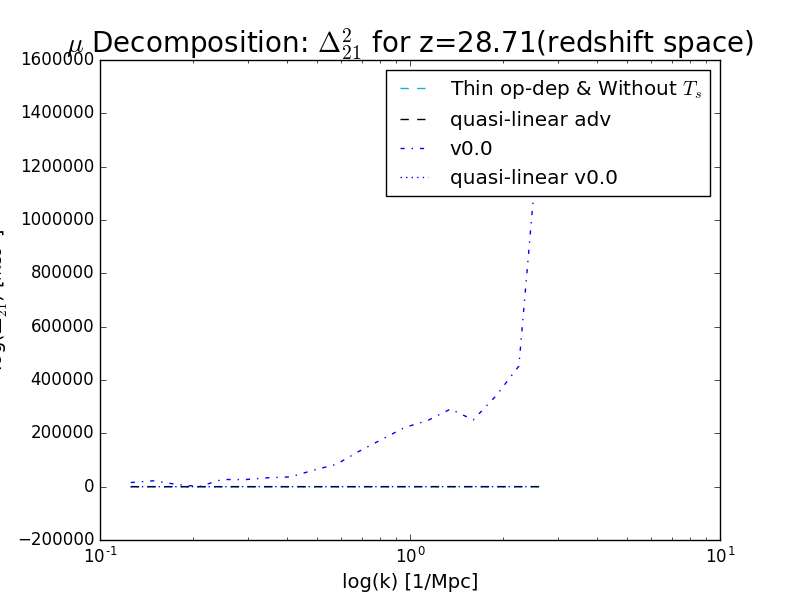 μ Decomposition: Δ²₂₁ for z=28.71(redshift space)
1600000
1400000
1200000
1000000
800000
600000
400000
200000
0
−200000
Thin op-dep & Without Tₛ
quasi-linear adv
v0.0
quasi-linear v0.0
10⁻¹
10⁰
10¹
log(k) [1/Mpc]